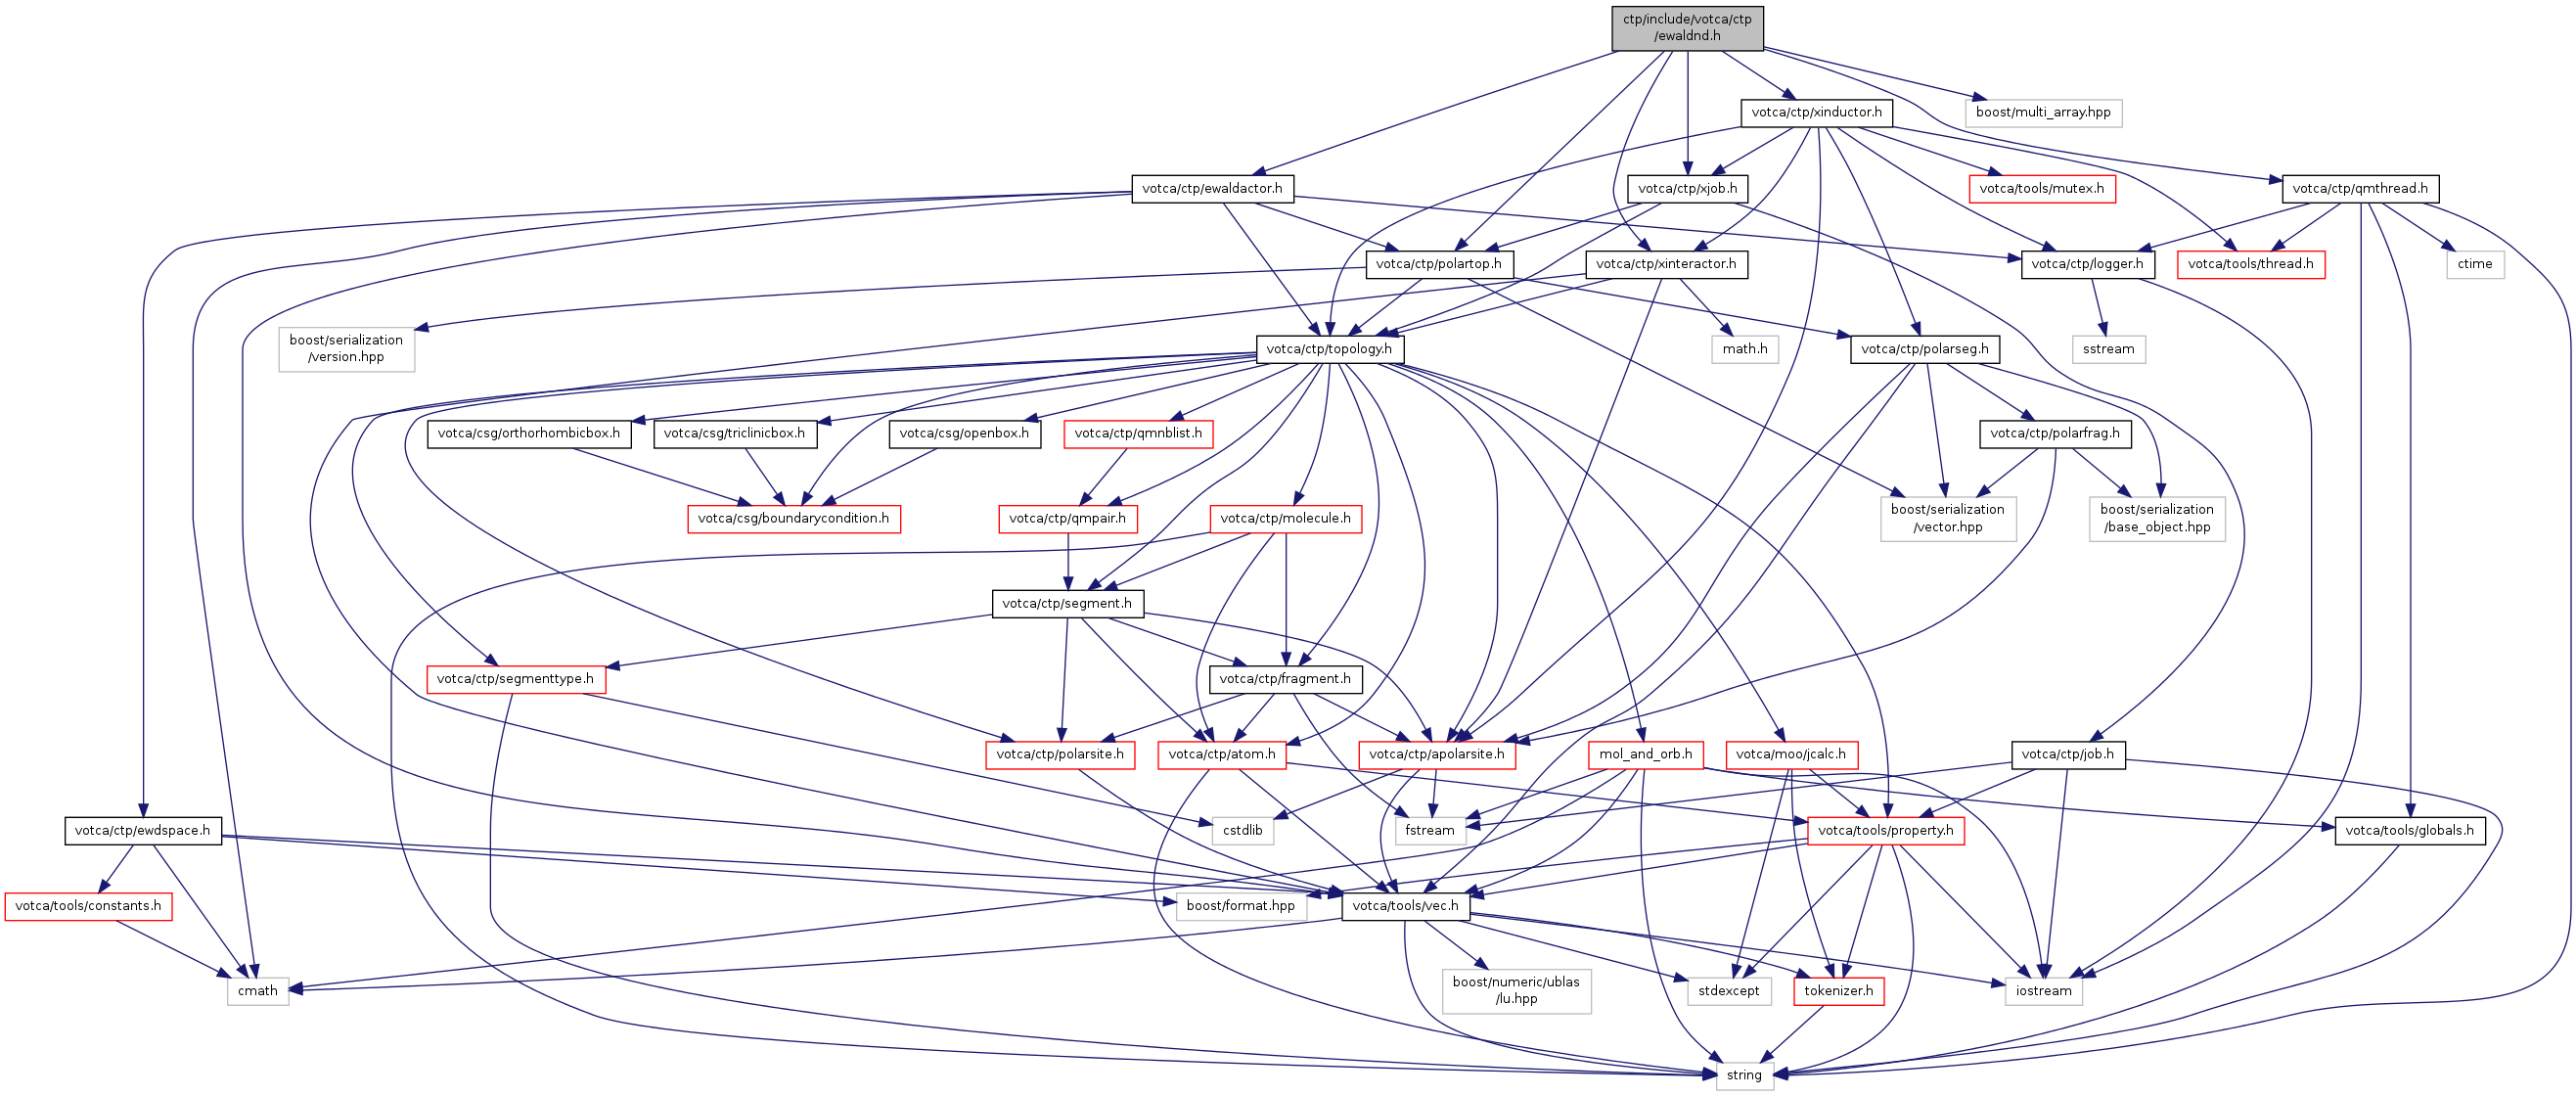 ctp/include/votca/ctp
/ewaldnd.h
votca/ctp/xinductor.h
boost/multi_array.hpp
votca/ctp/ewaldactor.h
votca/ctp/xjob.h
votca/tools/mutex.h
votca/ctp/qmthread.h
votca/ctp/polartop.h
votca/ctp/xinteractor.h
votca/ctp/logger.h
votca/tools/thread.h
ctime
boost/serialization
/version.hpp
votca/ctp/topology.h
math.h
votca/ctp/polarseg.h
sstream
votca/csg/orthorhombicbox.h
votca/csg/triclinicbox.h
votca/csg/openbox.h
votca/ctp/qmnblist.h
votca/ctp/polarfrag.h
votca/csg/boundarycondition.h
votca/ctp/qmpair.h
votca/ctp/molecule.h
boost/serialization
/vector.hpp
boost/serialization
/base_object.hpp
votca/ctp/segment.h
votca/ctp/segmenttype.h
votca/ctp/fragment.h
votca/ctp/polarsite.h
votca/ctp/atom.h
votca/ctp/apolarsite.h
mol_and_orb.h
votca/moo/jcalc.h
votca/ctp/job.h
votca/ctp/ewdspace.h
cstdlib
fstream
votca/tools/property.h
votca/tools/globals.h
votca/tools/constants.h
boost/format.hpp
votca/tools/vec.h
cmath
boost/numeric/ublas
/lu.hpp
stdexcept
tokenizer.h
iostream
string